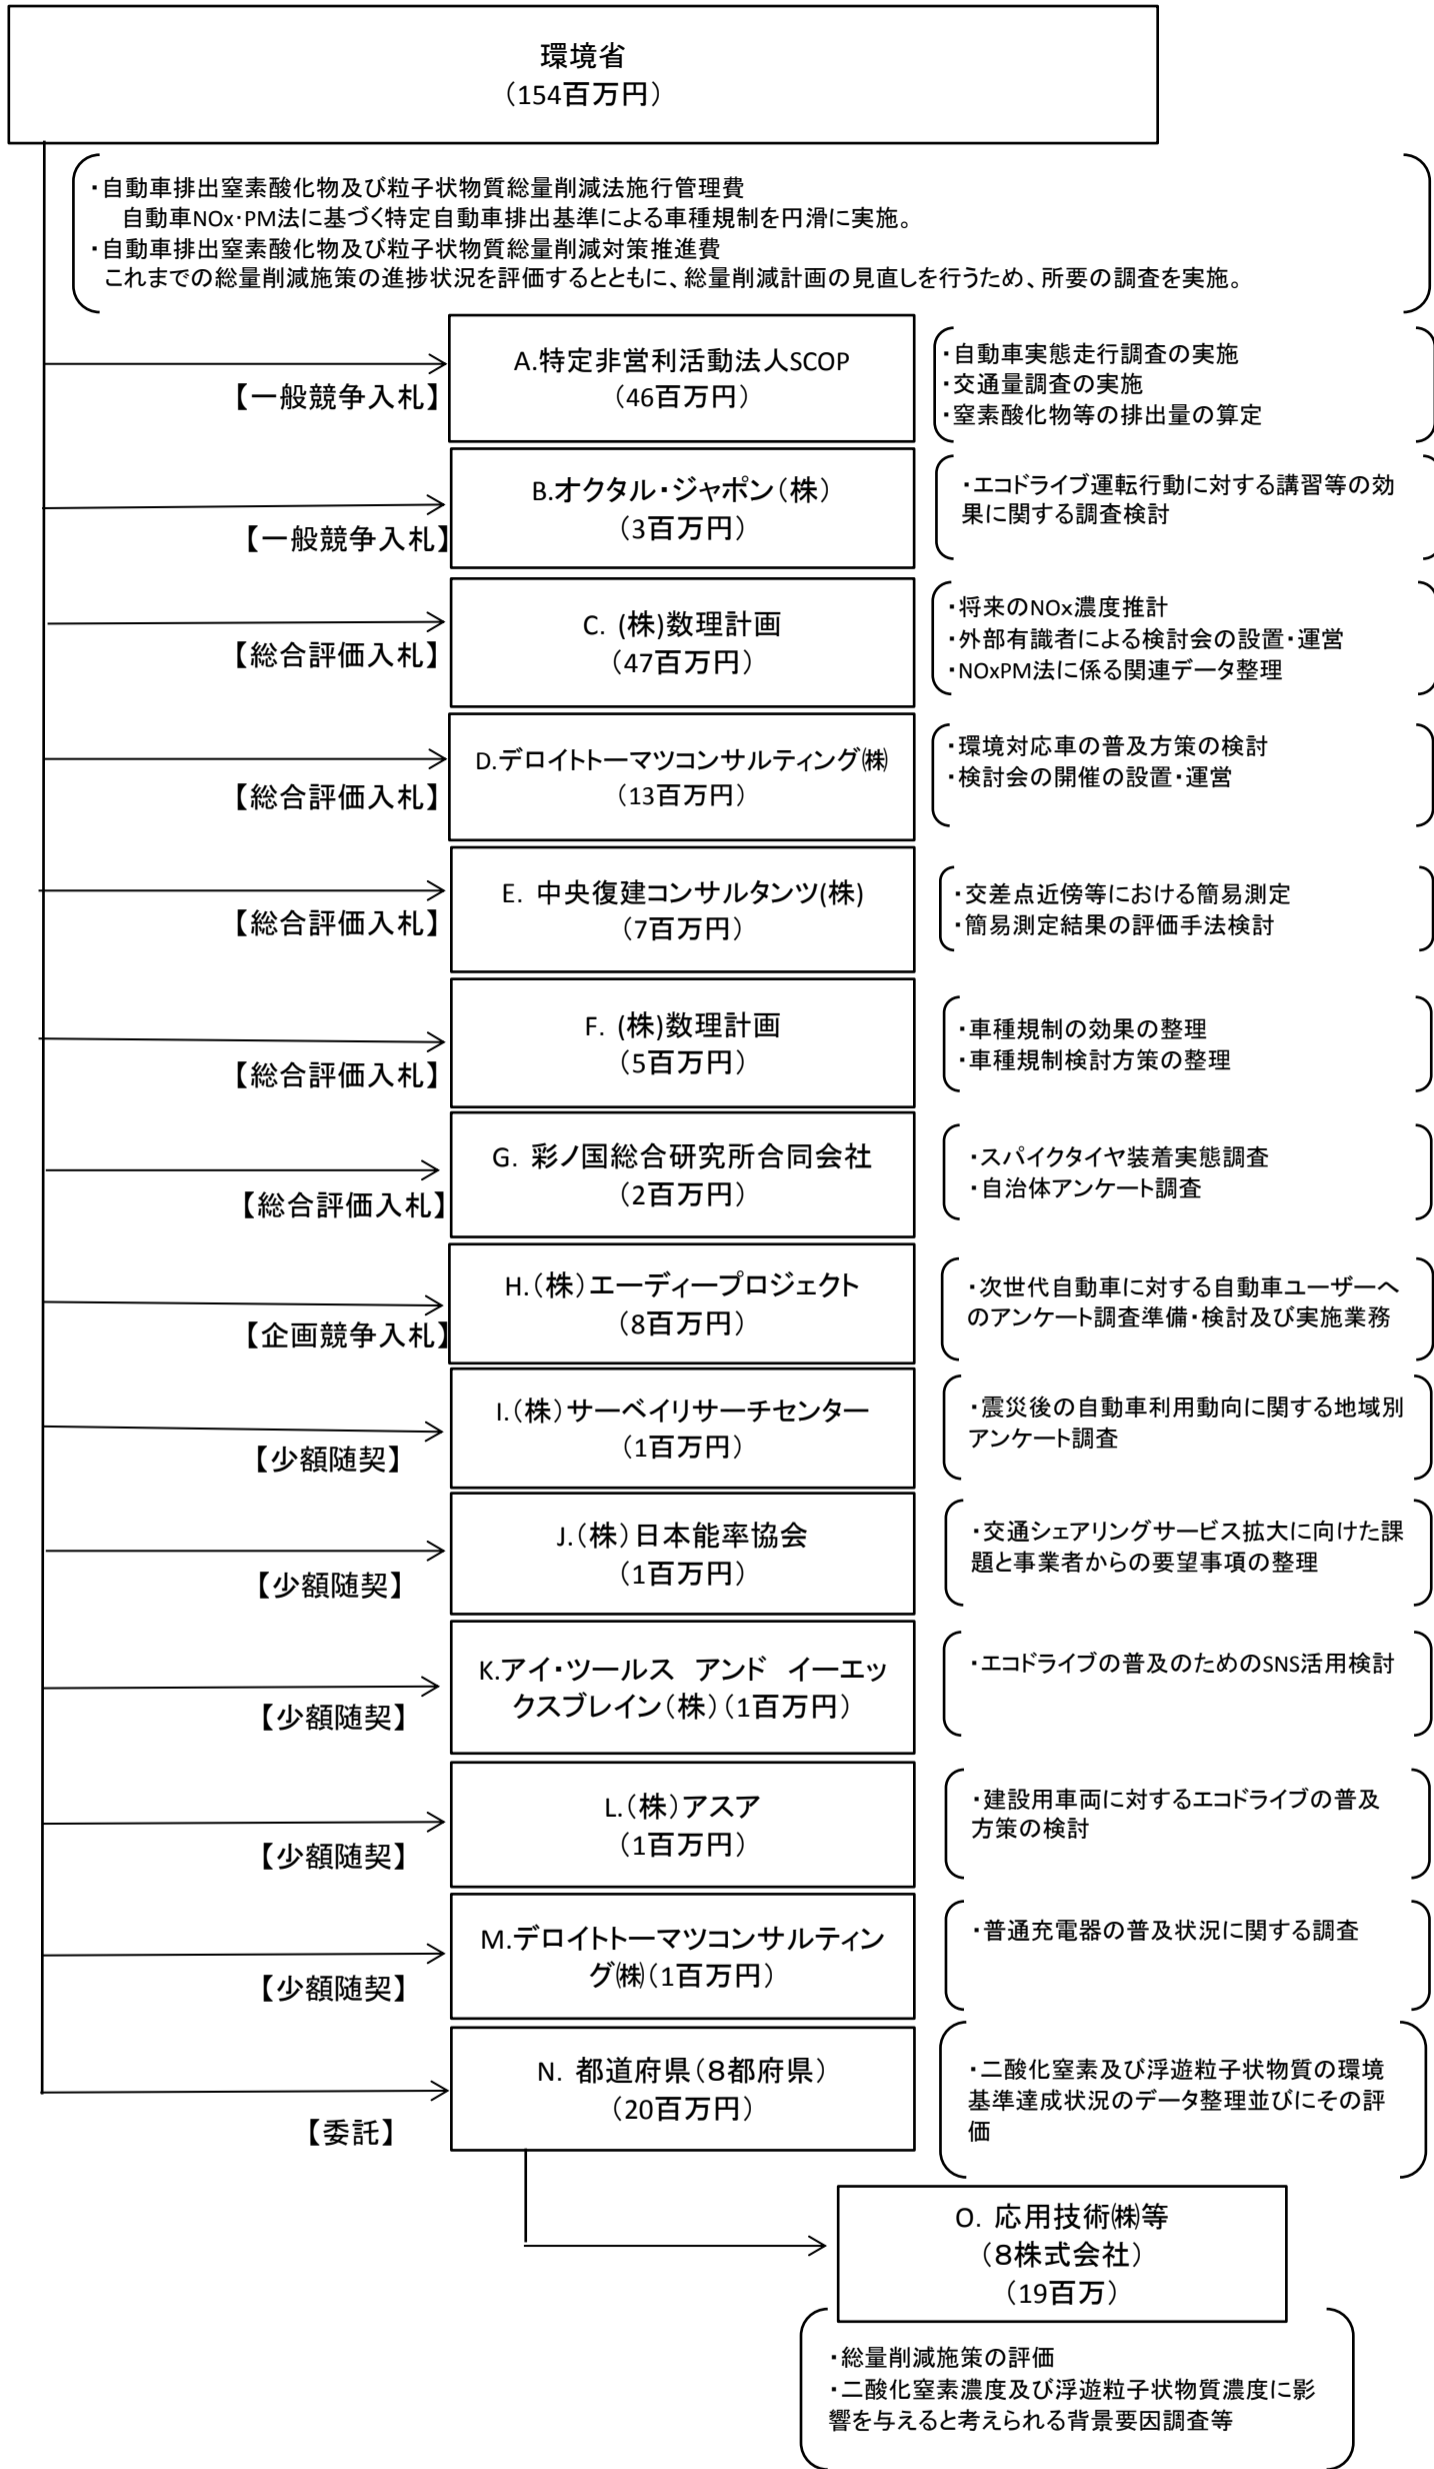 環境省
（154百万円）
・自動車排出窒素酸化物及び粒子状物質総量削減法施行管理費
自動車NOx・PM法に基づく特定自動車排出基準による車種規制を円滑に実施。
・自動車排出窒素酸化物及び粒子状物質総量削減対策推進費
これまでの総量削減施策の進捗状況を評価するとともに、総量削減計画の見直しを行うため、所要の調査を実施。
【一般競争入札】
A.特定非営利活動法人SCOP
（46百万円）
・自動車実態走行調査の実施
・交通量調査の実施
・窒素酸化物等の排出量の算定
【一般競争入札】
B.オクタル・ジャポン（株）
（3百万円）
・エコドライブ運転行動に対する講習等の効
果に関する調査検討
【総合評価入札】
C. (株)数理計画
（47百万円）
・将来のNOx濃度推計
・外部有識者による検討会の設置・運営
・NOxPM法に係る関連データ整理
【総合評価入札】
D.デロイトトーマツコンサルティング㈱
（13百万円）
・環境対応車の普及方策の検討
・検討会の開催の設置・運営
【総合評価入札】
E. 中央復建コンサルタンツ(株)
（7百万円）
・交差点近傍等における簡易測定
・簡易測定結果の評価手法検討
【総合評価入札】
F. (株)数理計画
（5百万円）
・車種規制の効果の整理
・車種規制検討方策の整理
【総合評価入札】
G. 彩ノ国総合研究所合同会社
（2百万円）
・スパイクタイヤ装着実態調査
・自治体アンケート調査
【企画競争入札】
H.（株）エーディープロジェクト
（8百万円）
・次世代自動車に対する自動車ユーザーへ
のアンケート調査準備・検討及び実施業務
【少額随契】
I.（株）サーベイリサーチセンター
（1百万円）
・震災後の自動車利用動向に関する地域別
アンケート調査
【少額随契】
J.（株）日本能率協会
（1百万円）
・交通シェアリングサービス拡大に向けた課
題と事業者からの要望事項の整理
【少額随契】
K.アイ・ツールス　アンド　イーエッ
クスブレイン（株）（1百万円）
・エコドライブの普及のためのSNS活用検討
【少額随契】
L.（株）アスア
（1百万円）
・建設用車両に対するエコドライブの普及
方策の検討
【少額随契】
M.デロイトトーマツコンサルティン
グ㈱（1百万円）
・普通充電器の普及状況に関する調査
【委託】
N. 都道府県（８都府県）
（20百万円）
・二酸化窒素及び浮遊粒子状物質の環境
基準達成状況のデータ整理並びにその評
価
O. 応用技術㈱等
（８株式会社）
（19百万）
・総量削減施策の評価
・二酸化窒素濃度及び浮遊粒子状物質濃度に影
響を与えると考えられる背景要因調査等